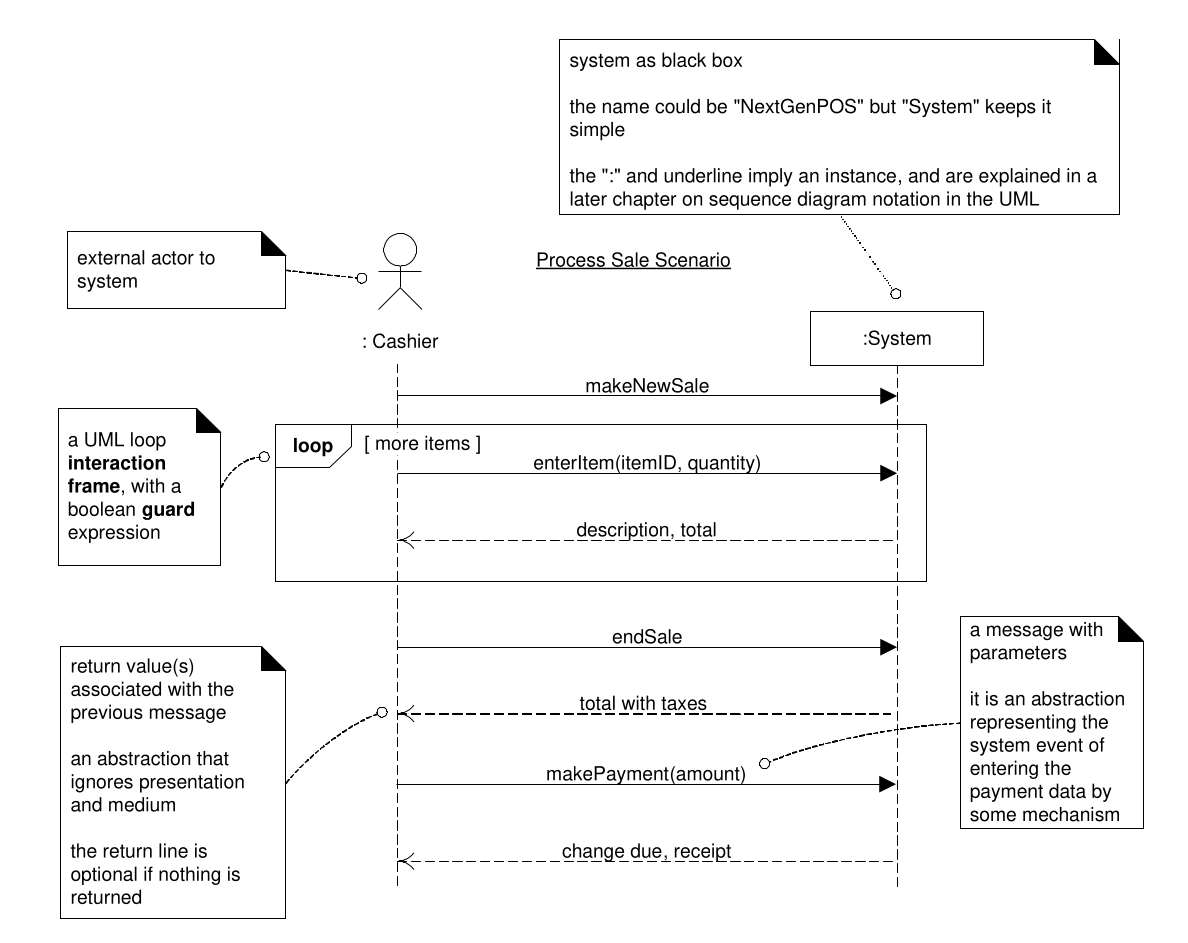 system as black box
the name could be "NextGenPOS" but "System" keeps it
simple
the ":" and underline imply an instance, and are explained in a
later chapter on sequence diagram notation in the UML
external actor to
system
Process Sale Scenario
: Cashier
:System
makeNewSale
a UML loop
interaction
frame, with a
boolean guard
expression
loop
[ more items ]
enterItem(itemID, quantity)
description, total
endSale
a message with
parameters
it is an abstraction
representing the
system event of
entering the
payment data by
some mechanism
return value(s)
associated with the
previous message
an abstraction that
ignores presentation
and medium
the return line is
optional if nothing is
returned
total with taxes
makePayment(amount)
change due, receipt